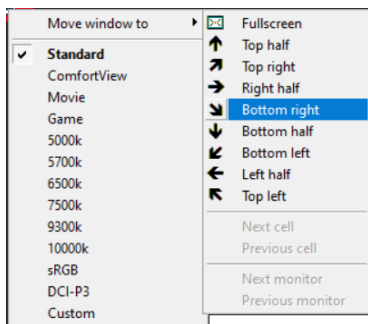 Move window to
Standard
ComfortView
Movie
Game
5000k
5700k
6500k
7500k
9300k
10000k
sRGB
DCI-P3
Custom
Fullscreen
Top half
Top right
Right half
Bottom right
Bottom half
Bottom left
Left half
Top left
Next cell
Previous cell
Next monitor
Previous monitor